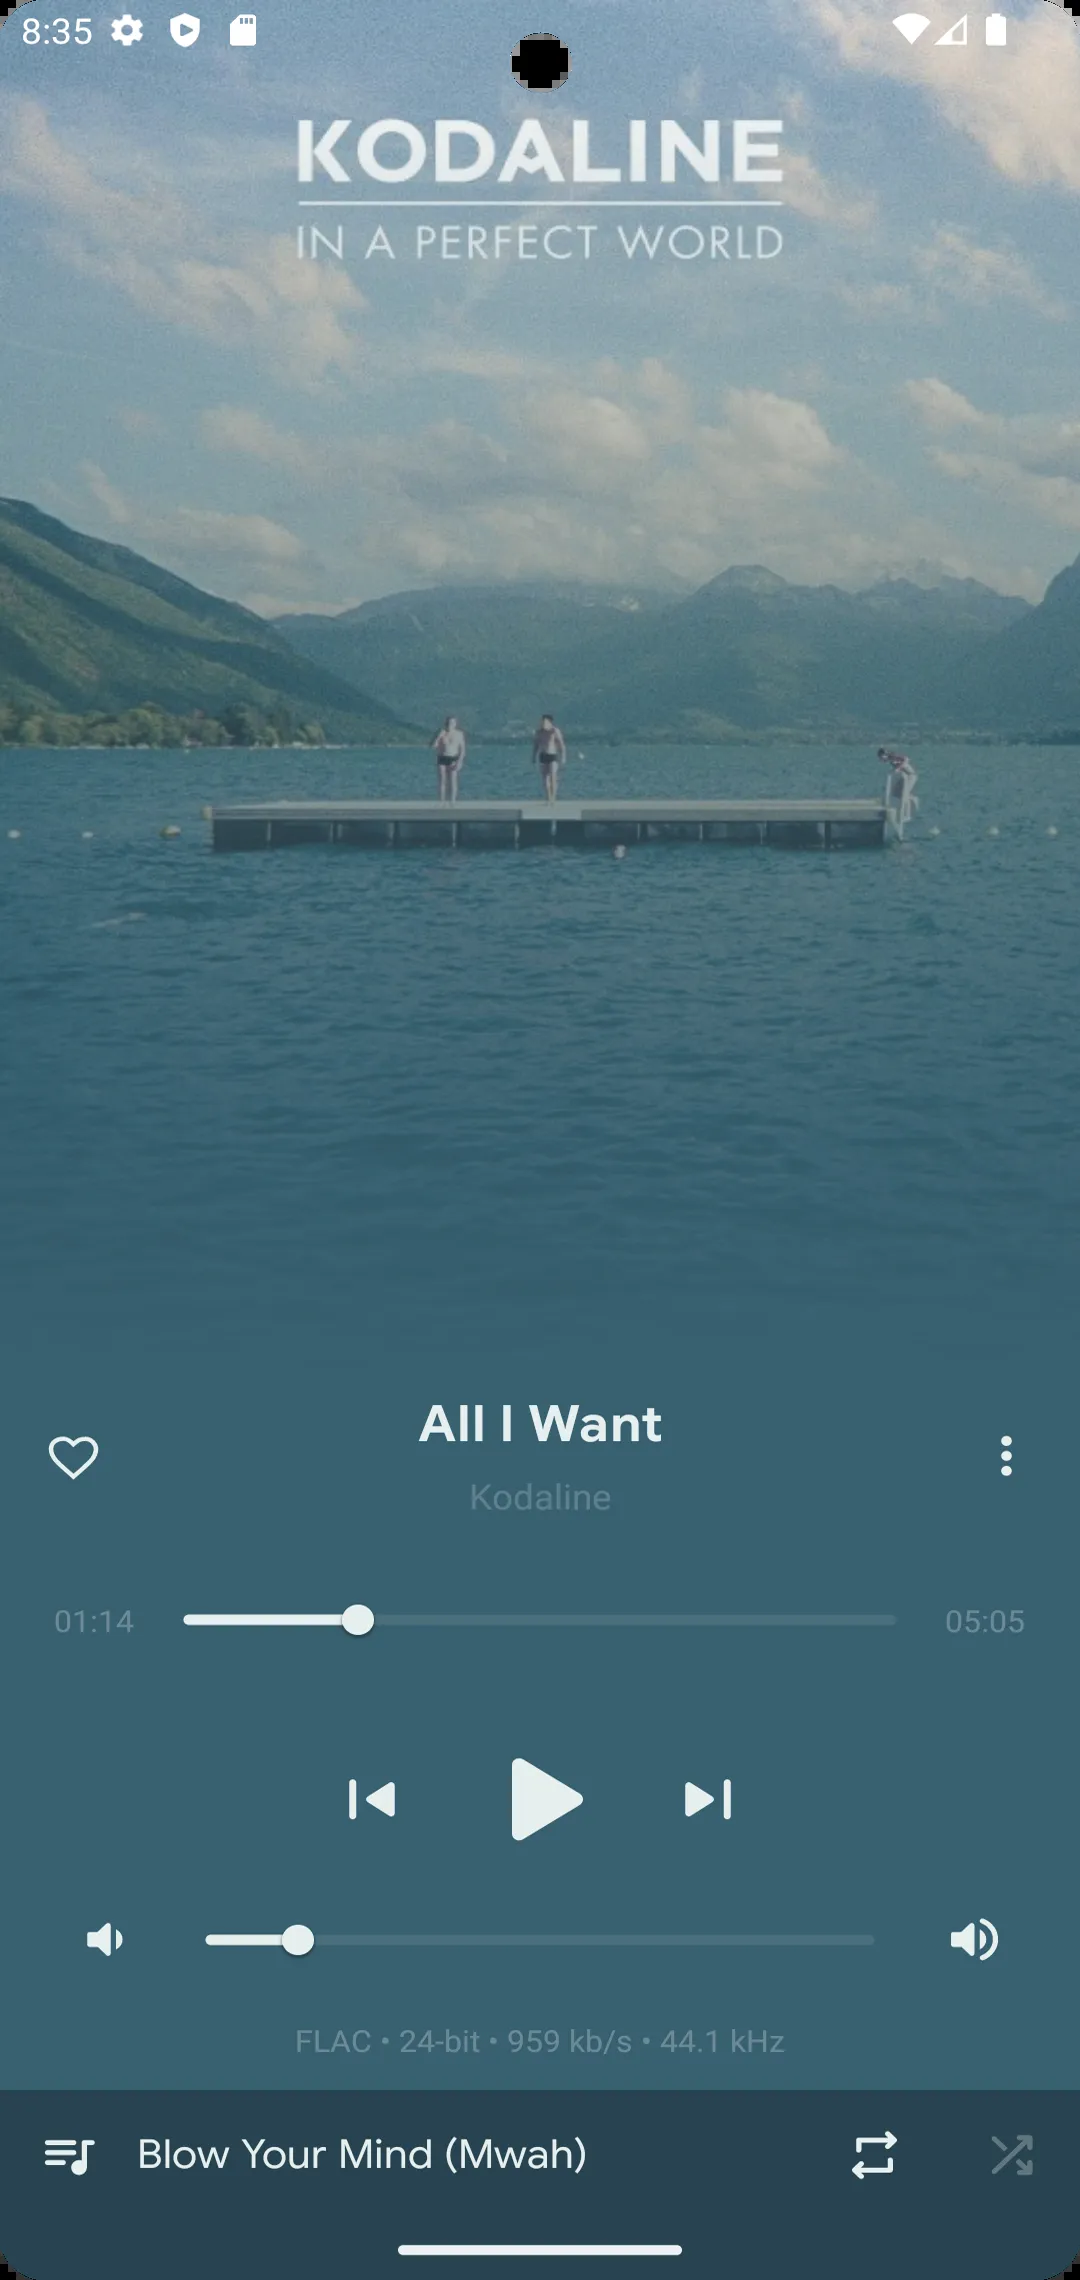 8:35
KODALINE
IN A PERFECT WORLD
All I Want
Kodaline
01:14
05:05
FLAC • 24-bit • 959 kb/s • 44.1 kHz
Blow Your Mind (Mwah)